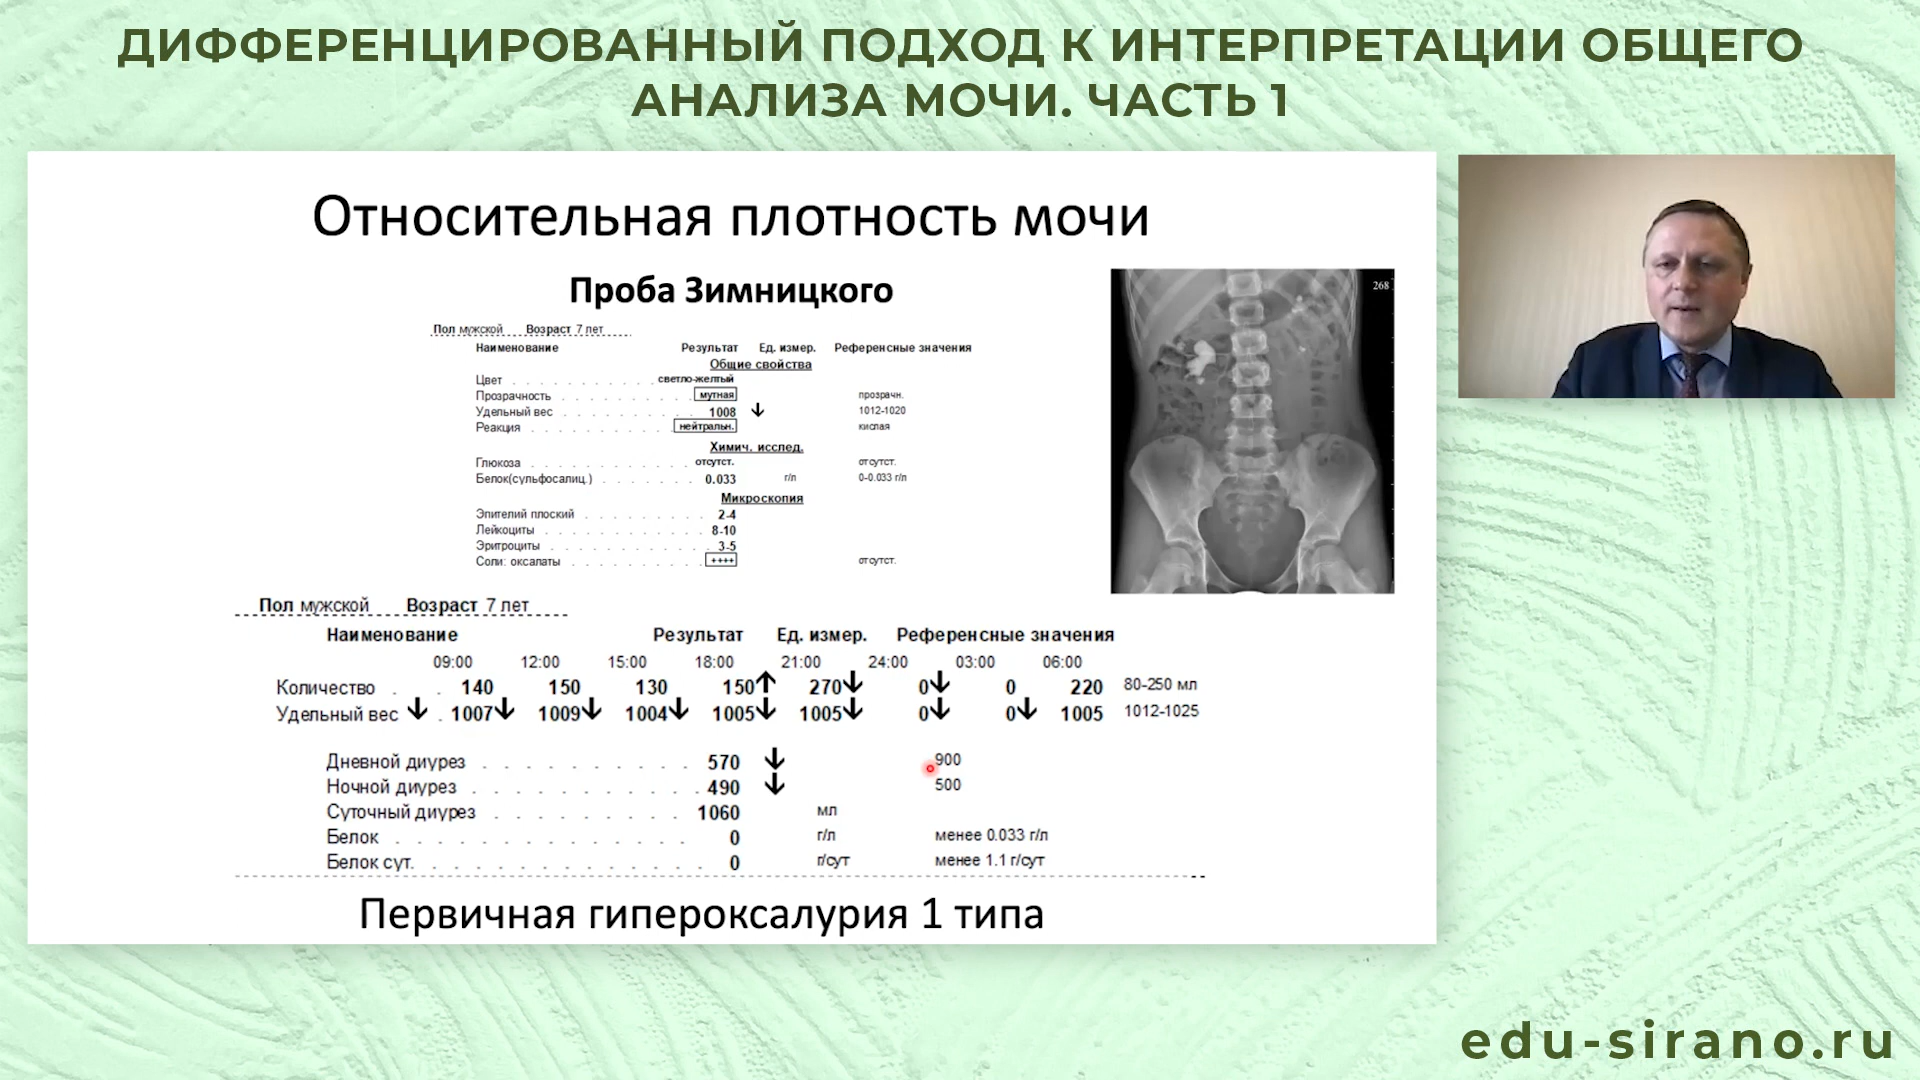 ДИФФЕРЕНЦИРОВАННЫЙ ПОДХОД К ИНТЕРПРЕТАЦИИ ОБЩЕГО
АНАЛИЗА МОЧИ. ЧАСТЬ 1
Относительная плотность мочи
Проба Зимницкого
268
Пол мужской Возраст 7 лет
Наименование Результат Ед. измер. Референсные значения
Общие свойства
Цвет . . . . . . . . . . . светло-желтый
Прозрачность . . . . . . . . . мутная прозрачн.
Удельный вес . . . . . . . . . 1008 ↓ 1012-1020
Реакция . . . . . . . . . . нейтральн. кислая
Химич. исслед.
Глюкоза . . . . . . . . . . отсутст. отсутст.
Белок(сульфосалиц.) . . . . . . 0.033 г/л 0-0.033 г/л
Микроскопия
Эпителий плоский . . . . . . . 2-4
Лейкоциты . . . . . . . . . 8-10
Эритроциты . . . . . . . . . 3-5
Соли: оксалаты . . . . . . . . ++++ отсутст.
Пол мужской Возраст 7 лет
Наименование Результат Ед. измер. Референсные значения
09:00 12:00 15:00 18:00 21:00 24:00 03:00 06:00
Количество . . 140 150 130 150↑ 270↓ 0↓ 0 220 80-250 мл
Удельный вес ↓ . 1007↓ 1009↓ 1004↓ 1005↓ 1005↓ 0↓ 0↓ 1005 1012-1025
Дневной диурез . . . . . . . . . . 570 ↓ 900
Ночной диурез . . . . . . . . . . 490 ↓ 500
Суточный диурез . . . . . . . . . 1060 мл
Белок . . . . . . . . . . . . 0 г/л менее 0.033 г/л
Белок сут. . . . . . . . . . . . 0 г/сут менее 1.1 г/сут
Первичная гипероксалурия 1 типа
edu-sirano.ru